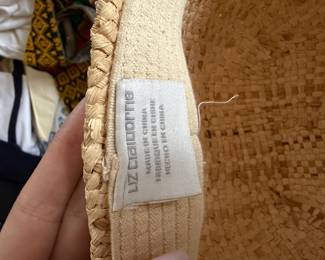 LIZ claiborne
MADE IN CHINA
FABRIQUE EN CHINE
HECHO EN CHINA